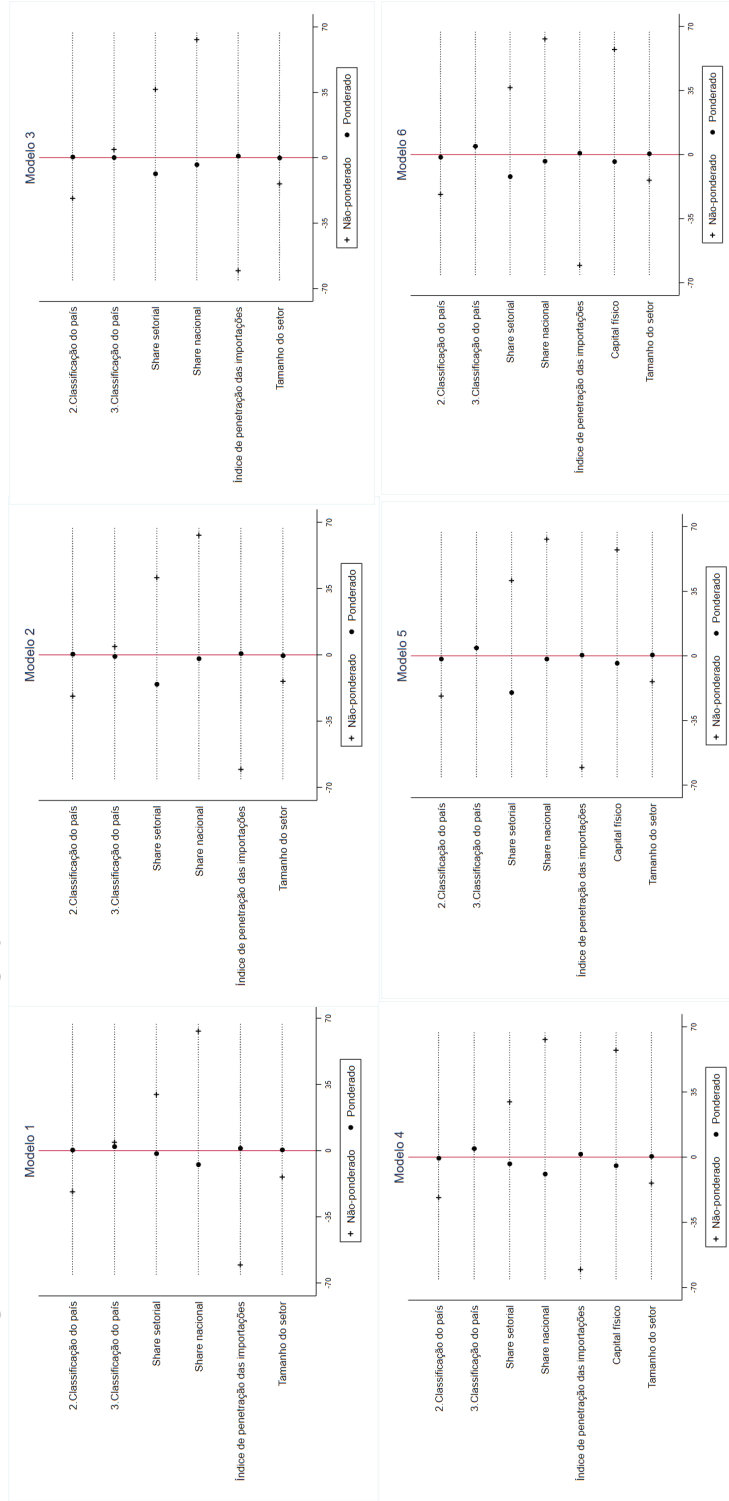 Modelo 1
2.Classificação do país
3.Classificação do país
Share setorial
Share nacional
Índice de penetração das importações
Tamanho do setor
-70 -35 0 35 70
Não-ponderado Ponderado
Modelo 2
2.Classificação do país
3.Classificação do país
Share setorial
Share nacional
Índice de penetração das importações
Tamanho do setor
-70 -35 0 35 70
Não-ponderado Ponderado
Modelo 3
2.Classificação do país
3.Classificação do país
Share setorial
Share nacional
Índice de penetração das importações
Tamanho do setor
-70 -35 0 35 70
Não-ponderado Ponderado
Modelo 4
2.Classificação do país
3.Classificação do país
Share setorial
Share nacional
Índice de penetração das importações
Capital físico
Tamanho do setor
-70 -35 0 35 70
Não-ponderado Ponderado
Modelo 5
2.Classificação do país
3.Classificação do país
Share setorial
Share nacional
Índice de penetração das importações
Capital físico
Tamanho do setor
-70 -35 0 35 70
Não-ponderado Ponderado
Modelo 6
2.Classificação do país
3.Classificação do país
Share setorial
Share nacional
Índice de penetração das importações
Capital físico
Tamanho do setor
-70 -35 0 35 70
Não-ponderado Ponderado